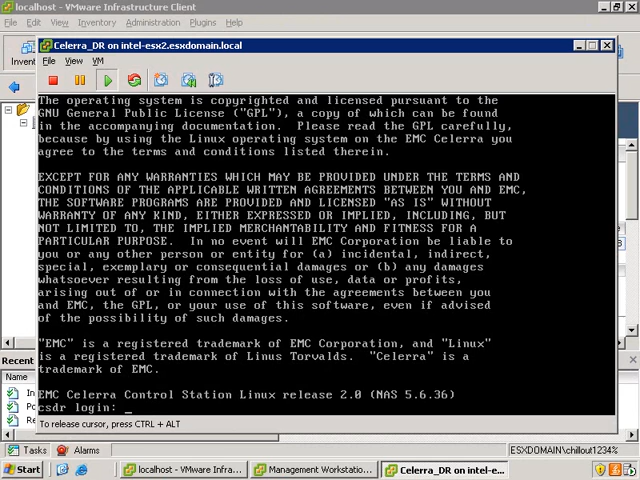 localhost - VMware Infrastructure Client
File Edit View Inventory Administration Plugins Help
Celerra_DR on intel-esx2.esxdomain.local
File View VM
The operating system is copyrighted and licensed pursuant to the
GNU General Public License ("GPL"), a copy of which can be found
in the accompanying documentation.  Please read the GPL carefully,
because by using the Linux operating system on the EMC Celerra you
agree to the terms and conditions listed therein.
EXCEPT FOR ANY WARRANTIES WHICH MAY BE PROVIDED UNDER THE TERMS AND
CONDITIONS OF THE APPLICABLE WRITTEN AGREEMENTS BETWEEN YOU AND EMC,
THE SOFTWARE PROGRAMS ARE PROVIDED AND LICENSED "AS IS" WITHOUT
WARRANTY OF ANY KIND, EITHER EXPRESSED OR IMPLIED, INCLUDING, BUT
NOT LIMITED TO, THE IMPLIED MERCHANTABILITY AND FITNESS FOR A
PARTICULAR PURPOSE.  In no event will EMC Corporation be liable to
you or any other person or entity for (a) incidental, indirect,
special, exemplary or consequential damages or (b) any damages
whatsoever resulting from the loss of use, data or profits,
arising out of or in connection with the agreements between you
and EMC, the GPL, or your use of this software, even if advised
of the possibility of such damages.
"EMC" is a registered trademark of EMC Corporation, and "Linux"
is a registered trademark of Linus Torvalds.  "Celerra" is a
trademark of EMC.
EMC Celerra Control Station Linux release 2.0 (NAS 5.6.36)
csdr login: _
To release cursor, press CTRL + ALT
Recent
Name
Tasks Alarms ESXDOMAIN\chillout1234%
Start localhost - VMware Infra... Management Workstatio... Celerra_DR on intel-e...